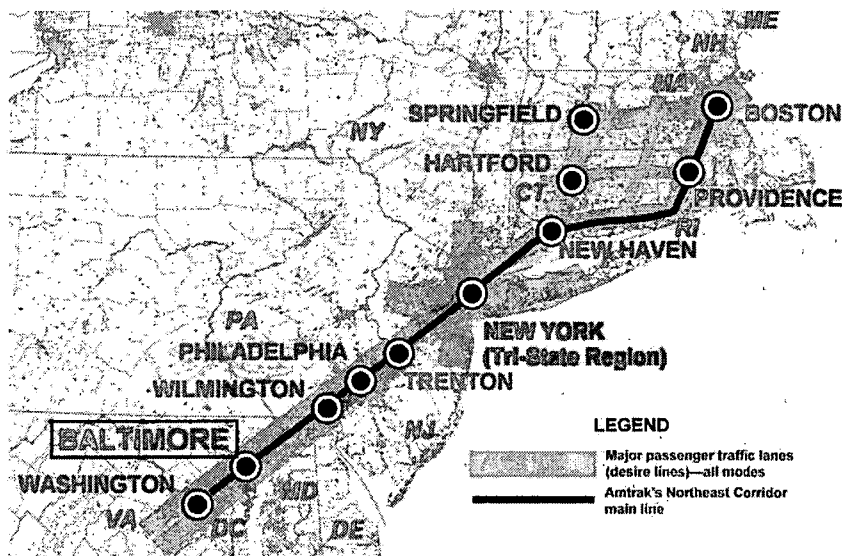 ME
NH
MA
SPRINGFIELD
BOSTON
NY
HARTFORD
CT
PROVIDENCE
RI
NEW HAVEN
PA
NEW YORK
(Tri-State Region)
PHILADELPHIA
TRENTON
WILMINGTON
NJ
BALTIMORE
WASHINGTON
MD
VA
DC
DE
LEGEND
Major passenger traffic lanes
(desire lines)—all modes
Amtrak's Northeast Corridor
main line